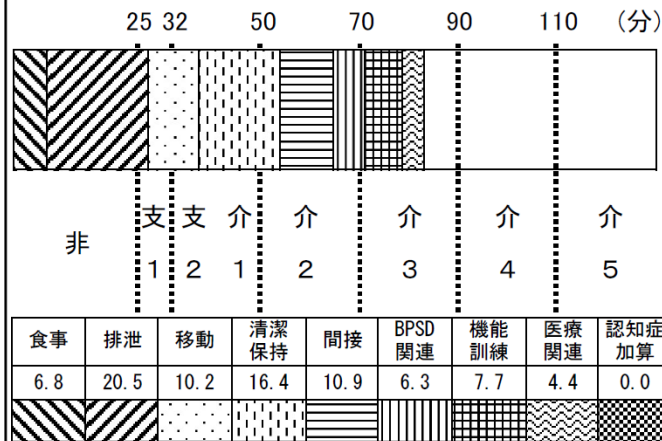 25 32 50 70 90 110 (分)
非 支1 支2 介1 介2 介3 介4 介5
食事 排泄 移動 清潔保持 間接 BPSD関連 機能訓練 医療関連 認知症加算
6.8 20.5 10.2 16.4 10.9 6.3 7.7 4.4 0.0